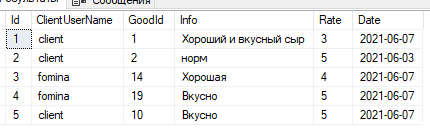 Сообщения
Id ClientUserName GoodId Info Rate Date
1 client 1 Хороший и вкусный сыр 3 2021-06-07
2 client 2 норм 5 2021-06-03
3 fomina 14 Хорошая 4 2021-06-07
4 fomina 19 Вкусно 5 2021-06-07
5 client 10 Вкусно 5 2021-06-07